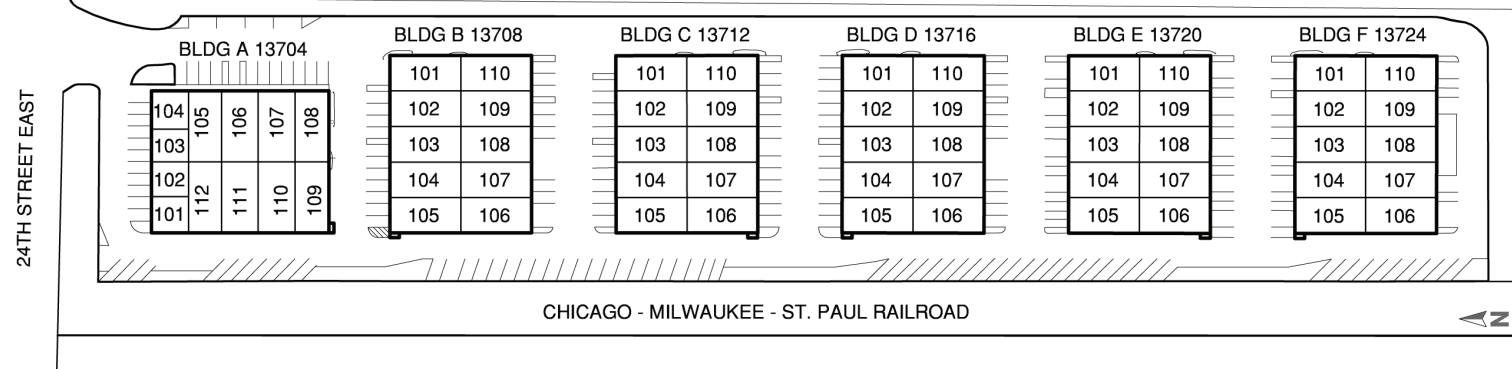 BLDG A 13704
BLDG B 13708
BLDG C 13712
BLDG D 13716
BLDG E 13720
BLDG F 13724
24TH STREET EAST
104 105 106 107 108
103
102
101 112 111 110 109
101 110
102 109
103 108
104 107
105 106
101 110
102 109
103 108
104 107
105 106
101 110
102 109
103 108
104 107
105 106
101 110
102 109
103 108
104 107
105 106
101 110
102 109
103 108
104 107
105 106
CHICAGO - MILWAUKEE - ST. PAUL RAILROAD
N